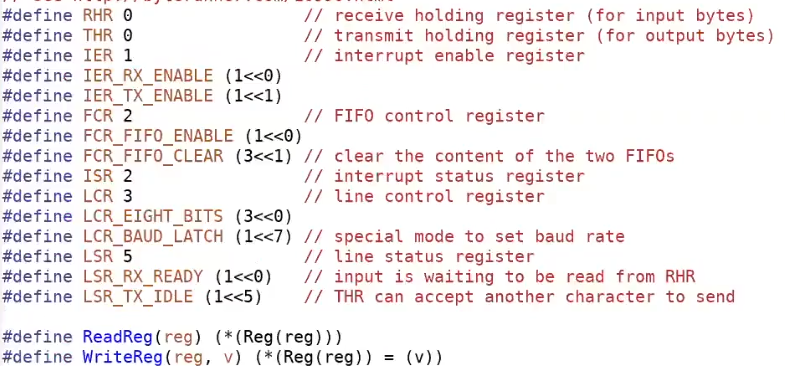 #define RHR 0 // receive holding register (for input bytes)
#define THR 0 // transmit holding register (for output bytes)
#define IER 1 // interrupt enable register
#define IER_RX_ENABLE (1<<0)
#define IER_TX_ENABLE (1<<1)
#define FCR 2 // FIFO control register
#define FCR_FIFO_ENABLE (1<<0)
#define FCR_FIFO_CLEAR (3<<1) // clear the content of the two FIFOs
#define ISR 2 // interrupt status register
#define LCR 3 // line control register
#define LCR_EIGHT_BITS (3<<0)
#define LCR_BAUD_LATCH (1<<7) // special mode to set baud rate
#define LSR 5 // line status register
#define LSR_RX_READY (1<<0) // input is waiting to be read from RHR
#define LSR_TX_IDLE (1<<5) // THR can accept another character to send
#define ReadReg(reg) (*(Reg(reg)))
#define WriteReg(reg, v) (*(Reg(reg)) = (v))